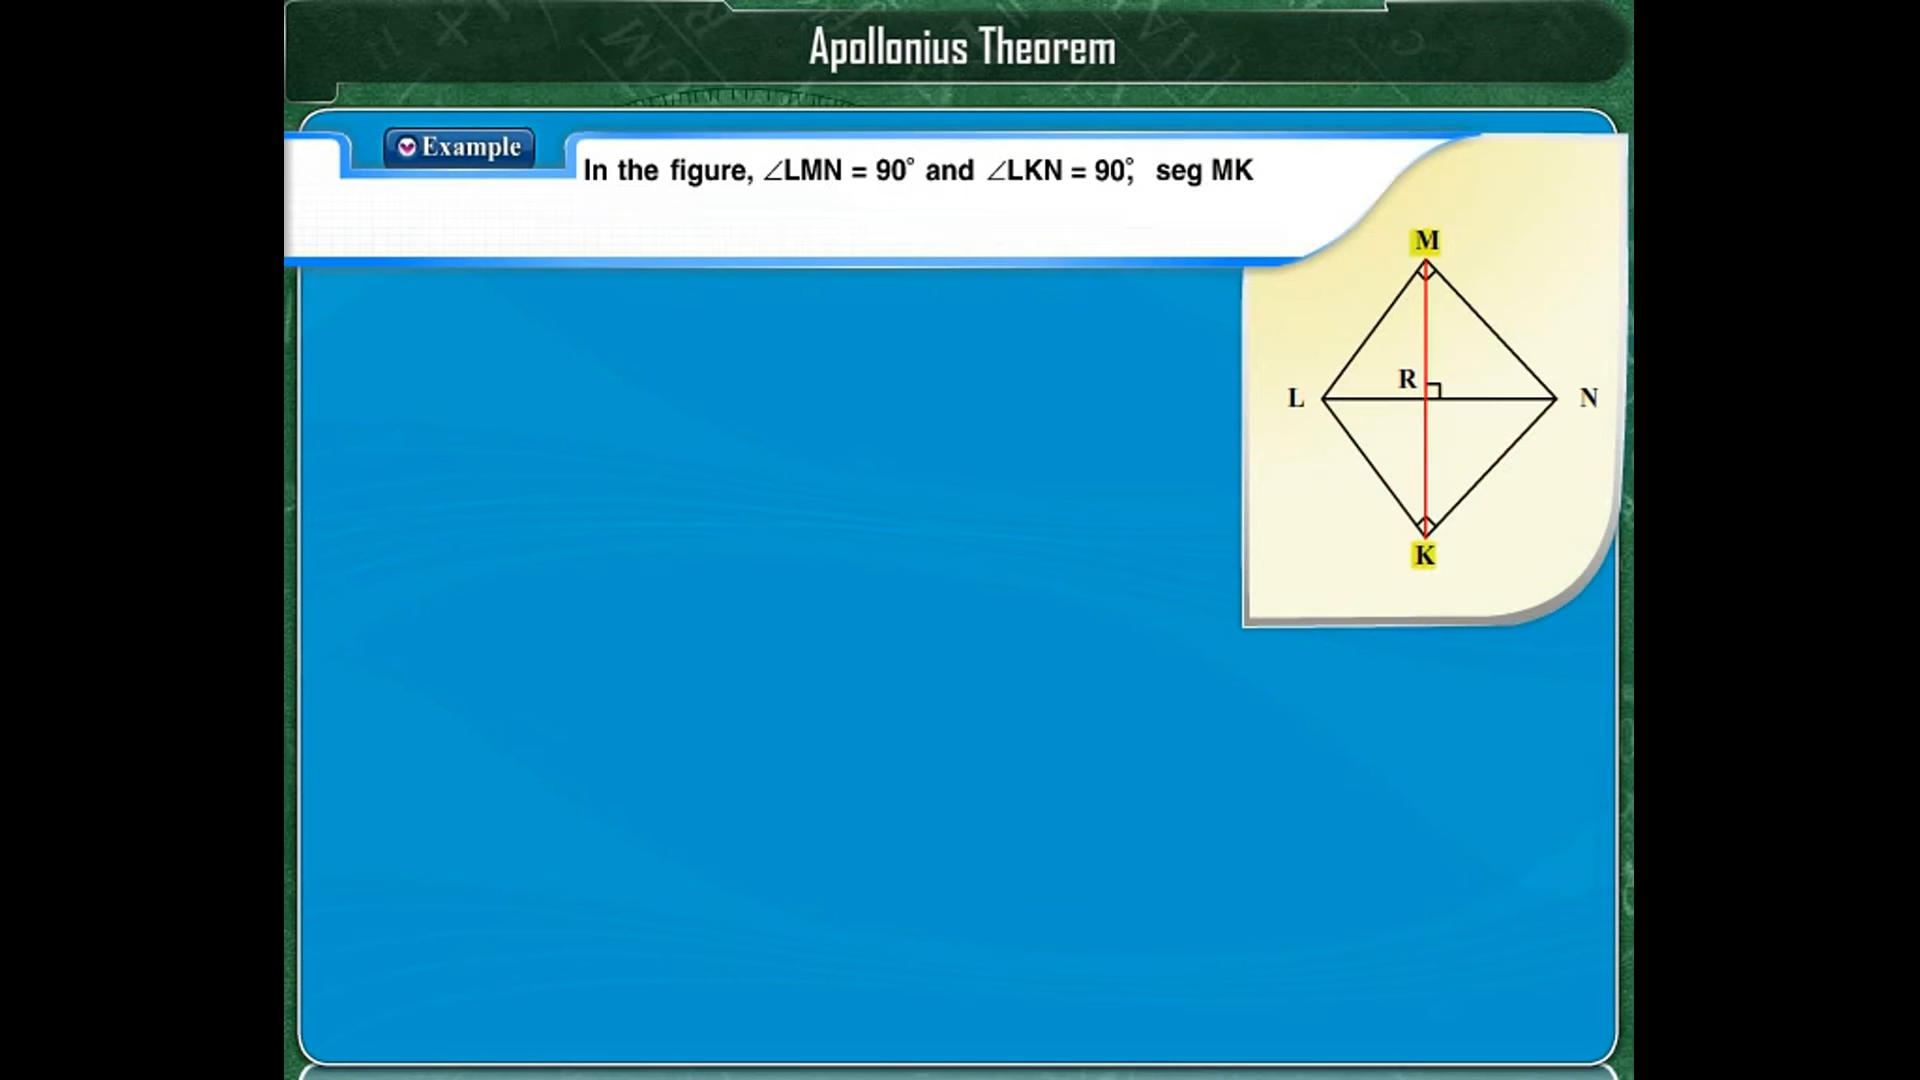 Apollonius Theorem
Example
In the figure, ∠LMN = 90° and ∠LKN = 90°, seg MK
M
R
L
N
K